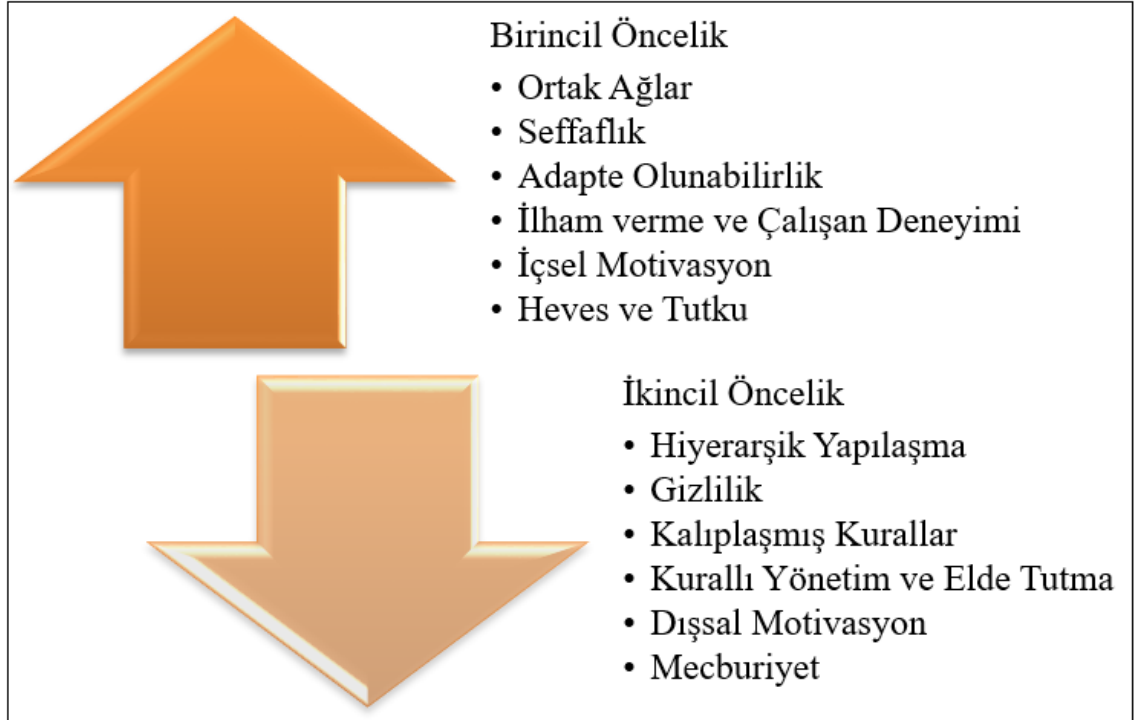 Birincil Öncelik
• Ortak Ağlar
• Seffaflık
• Adapte Olunabilirlik
• İlham verme ve Çalışan Deneyimi
• İçsel Motivasyon
• Heves ve Tutku
İkincil Öncelik
• Hiyerarşik Yapılaşma
• Gizlilik
• Kalıplaşmış Kurallar
• Kurallı Yönetim ve Elde Tutma
• Dışsal Motivasyon
• Mecburiyet